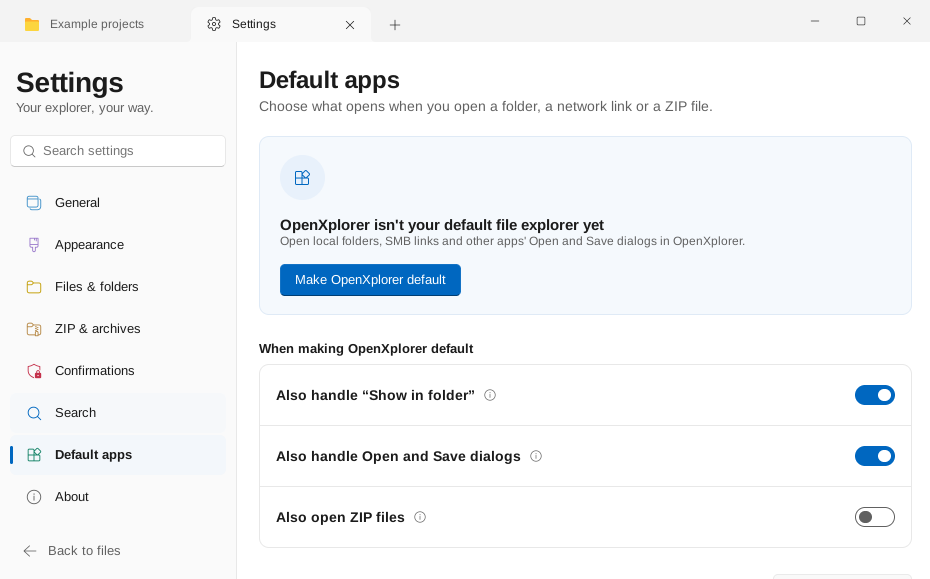 Example projects
Settings
Settings
Your explorer, your way.
Search settings
General
Appearance
Files & folders
ZIP & archives
Confirmations
Search
Default apps
About
Back to files
Default apps
Choose what opens when you open a folder, a network link or a ZIP file.
OpenXplorer isn't your default file explorer yet
Open local folders, SMB links and other apps' Open and Save dialogs in OpenXplorer.
Make OpenXplorer default
When making OpenXplorer default
Also handle “Show in folder”
Also handle Open and Save dialogs
Also open ZIP files